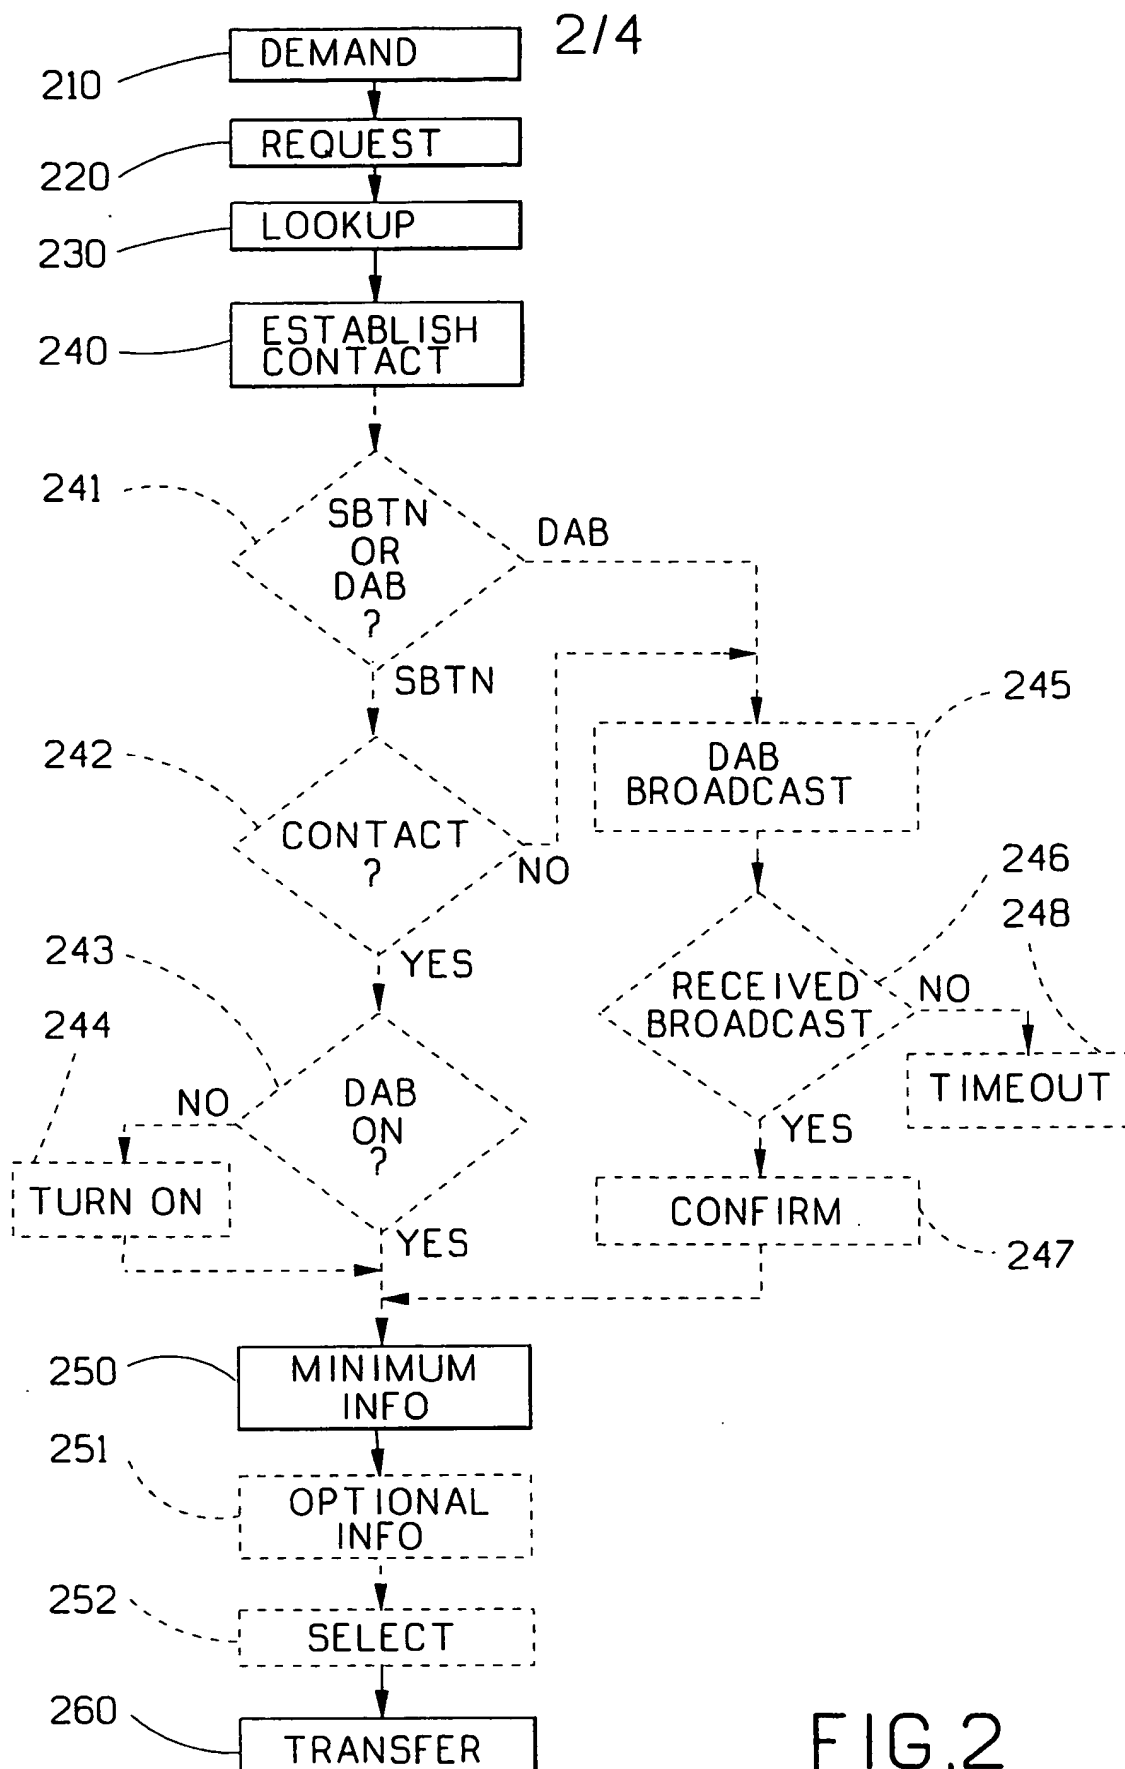 2/4
DEMAND
210
REQUEST
220
LOOKUP
230
ESTABLISH
CONTACT
240
241
SBTN
OR
DAB
?
DAB
SBTN
245
242
DAB
BROADCAST
CONTACT
?
NO
246
248
YES
243
RECEIVED
BROADCAST
NO
244
TIMEOUT
DAB
ON
?
NO
YES
TURN ON
CONFIRM
YES
247
250
MINIMUM
INFO
251
OPTIONAL
INFO
252
SELECT
260
TRANSFER
FIG.2